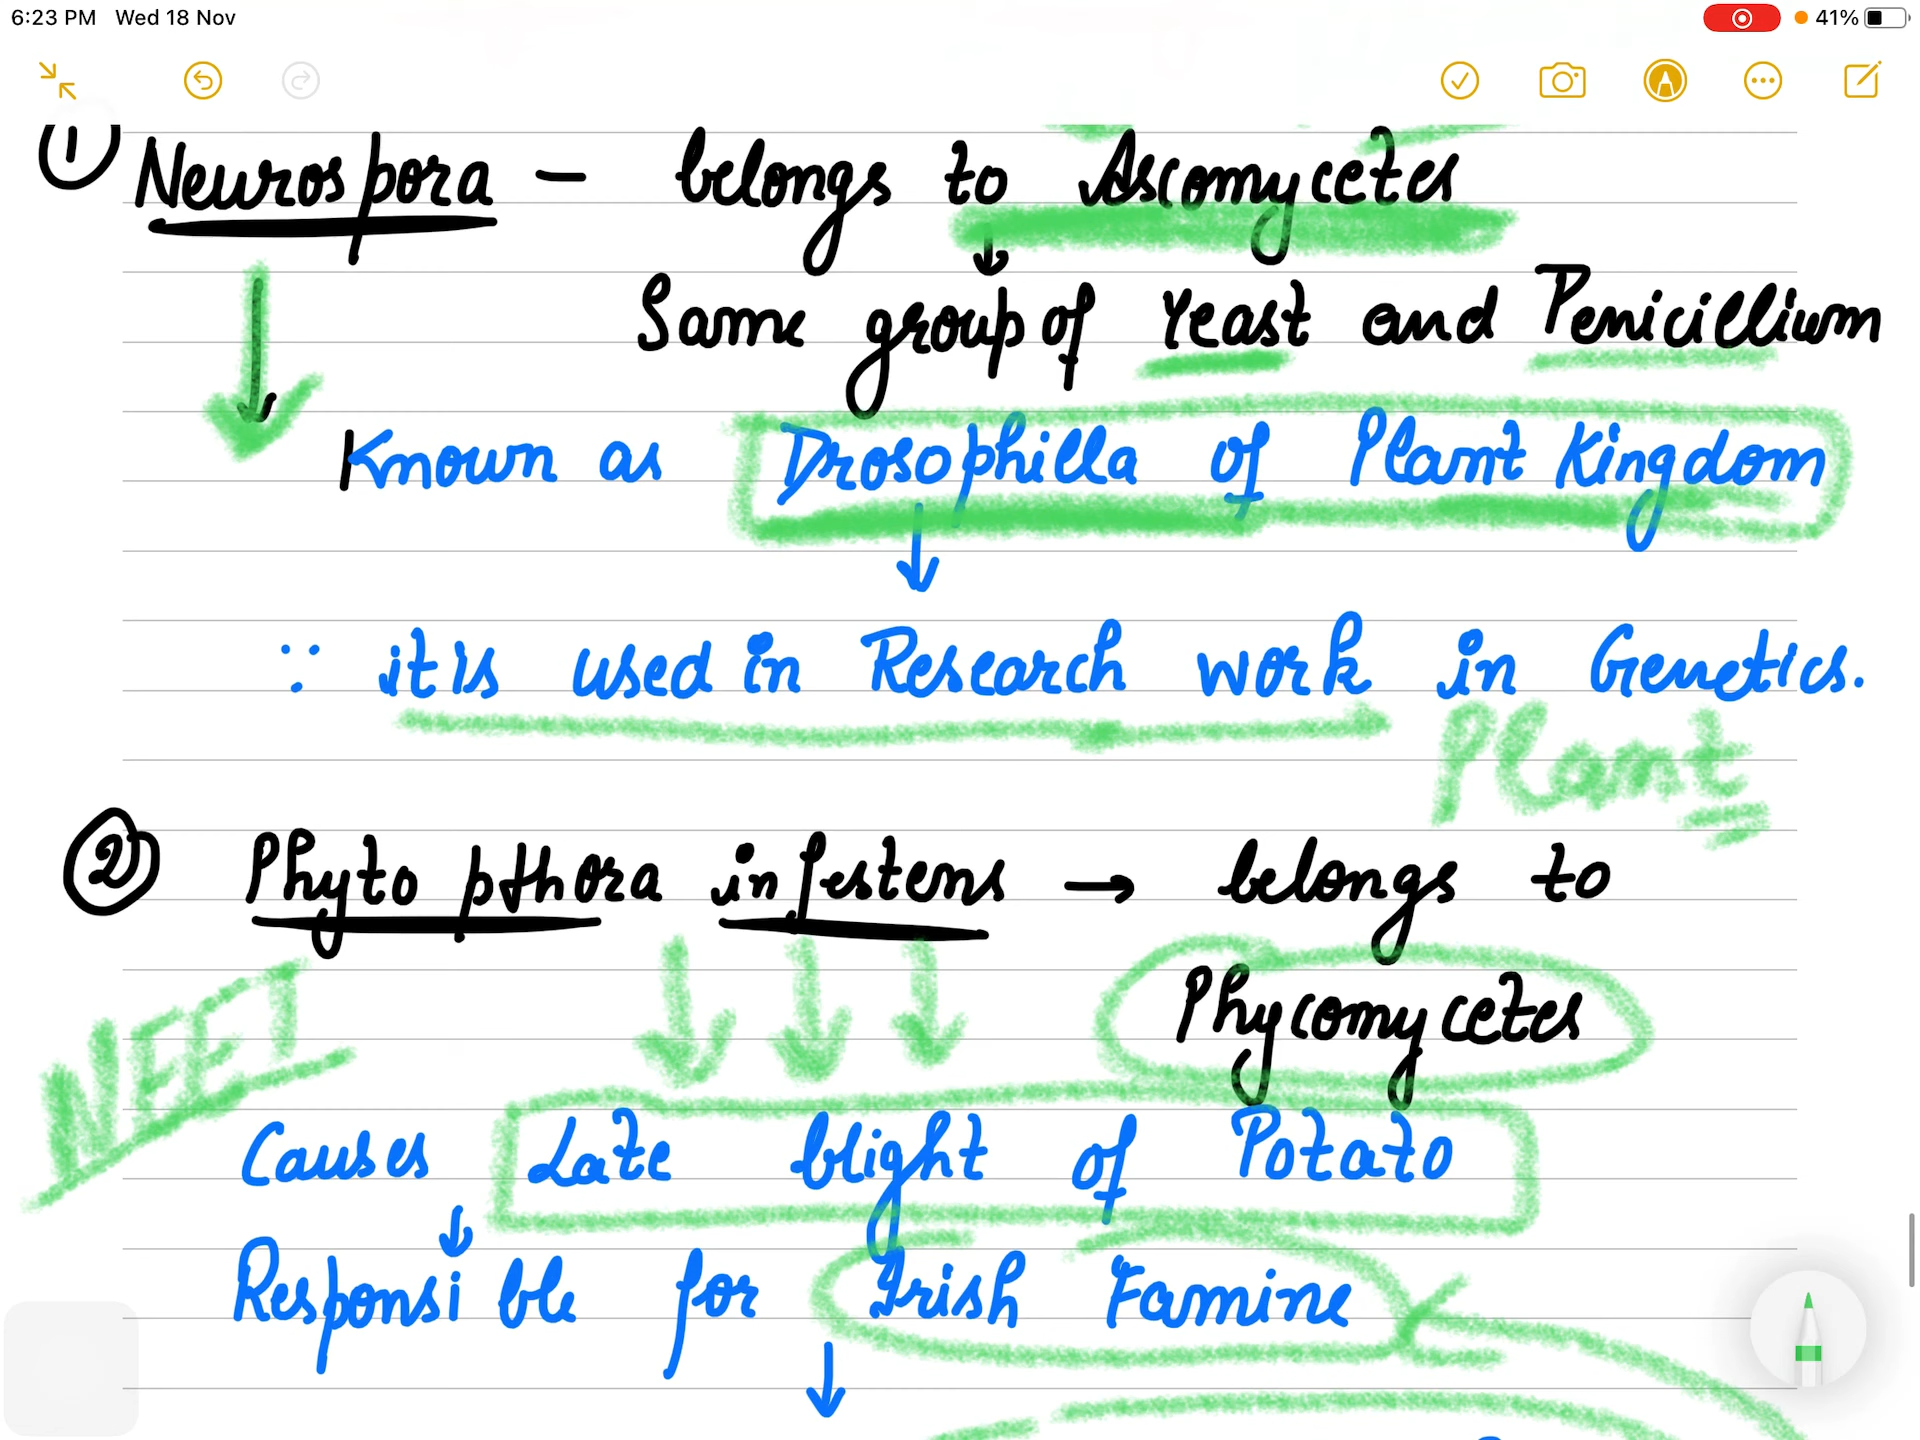 6:23 PM Wed 18 Nov 41%
① Neurospora – belongs to Ascomycetes
↓
Same group of Yeast and Penicillium
Known as Drosophilla of Plant Kingdom
↓
∵ it is used in Research work in Genetics.
Plant
② Phytopthora infestens → belongs to
Phycomycetes
NEET
Causes Late blight of Potato
↓
Responsible for Irish Famine
↓